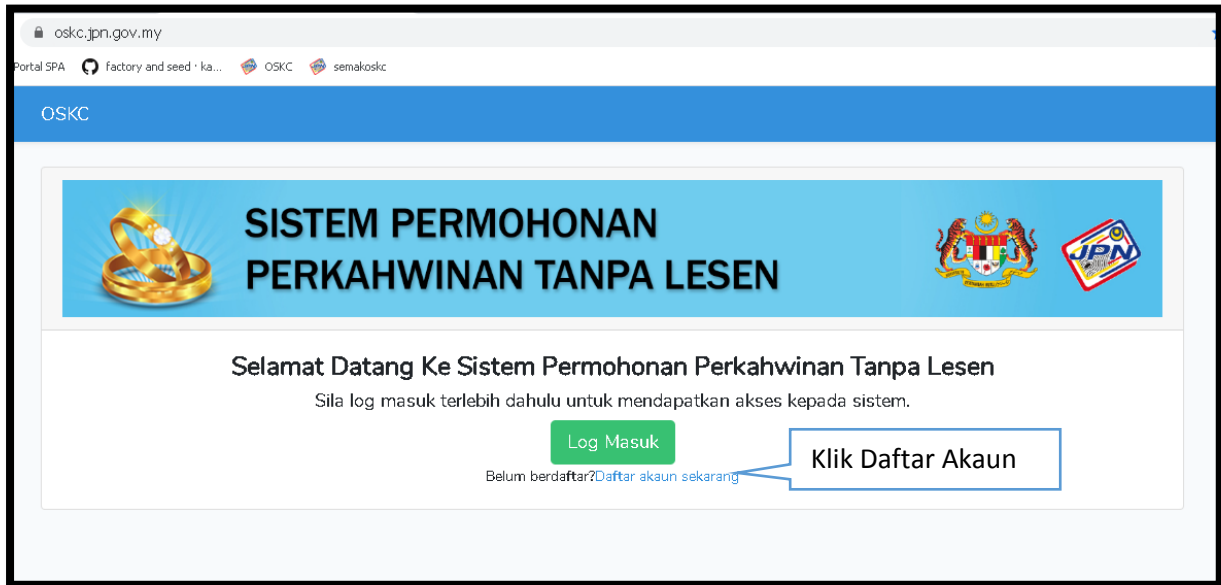 oskc.jpn.gov.my
Portal SPA factory and seed · ka... OSKC semakoskc
OSKC
SISTEM PERMOHONAN
PERKAHWINAN TANPA LESEN
JPN
Selamat Datang Ke Sistem Permohonan Perkahwinan Tanpa Lesen
Sila log masuk terlebih dahulu untuk mendapatkan akses kepada sistem.
Log Masuk
Belum berdaftar?Daftar akaun sekarang
Klik Daftar Akaun